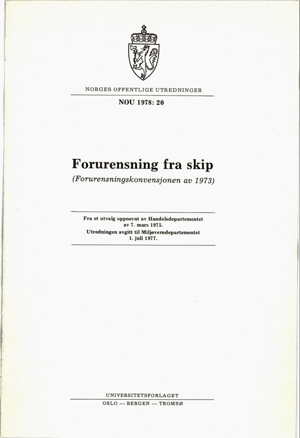 NORGES OFFENTLIGE UTREDNINGER
NOU 1978: 20
Forurensning fra skip
(Forurensningskonvensjonen av 1973)
Fra et utvalg oppnevnt av Handelsdepartementet
av 7. mars 1975.
Utredningen avgitt til Miljøverndepartementet
1. juli 1977.
UNIVERSITETSFORLAGET
OSLO — BERGEN — TROMSØ